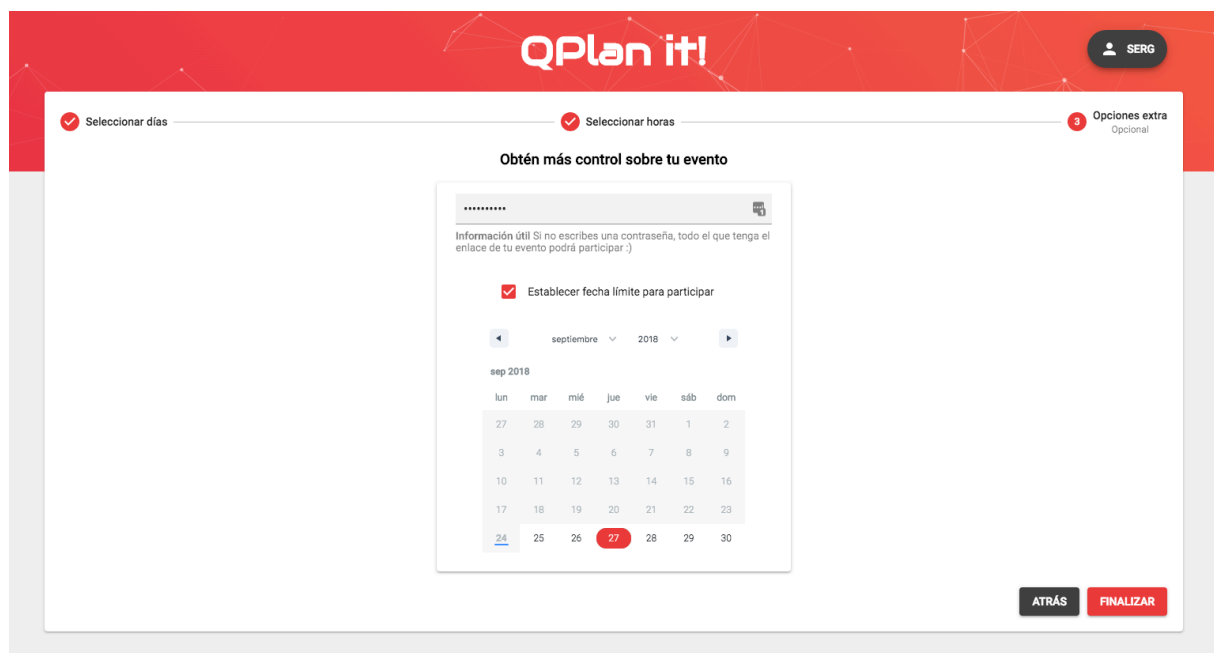 QPlan it!
SERG
Seleccionar días
Seleccionar horas
3
Opciones extra
Opcional
Obtén más control sobre tu evento
••••••••••
Información útil Si no escribes una contraseña, todo el que tenga el
enlace de tu evento podrá participar :)
Establecer fecha límite para participar
septiembre 2018
sep 2018
lun mar mié jue vie sáb dom
27 28 29 30 31 1 2
3 4 5 6 7 8 9
10 11 12 13 14 15 16
17 18 19 20 21 22 23
24 25 26 27 28 29 30
ATRÁS FINALIZAR